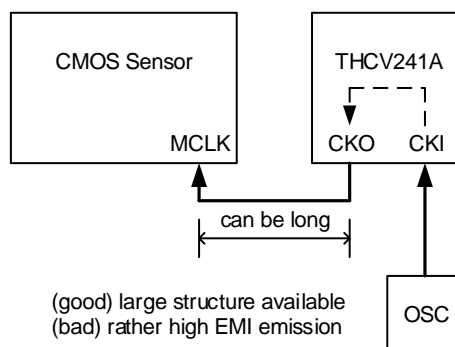 CMOS Sensor
THCV241A
MCLK
CKO
CKI
can be long
(good) large structure available
(bad) rather high EMI emission
OSC